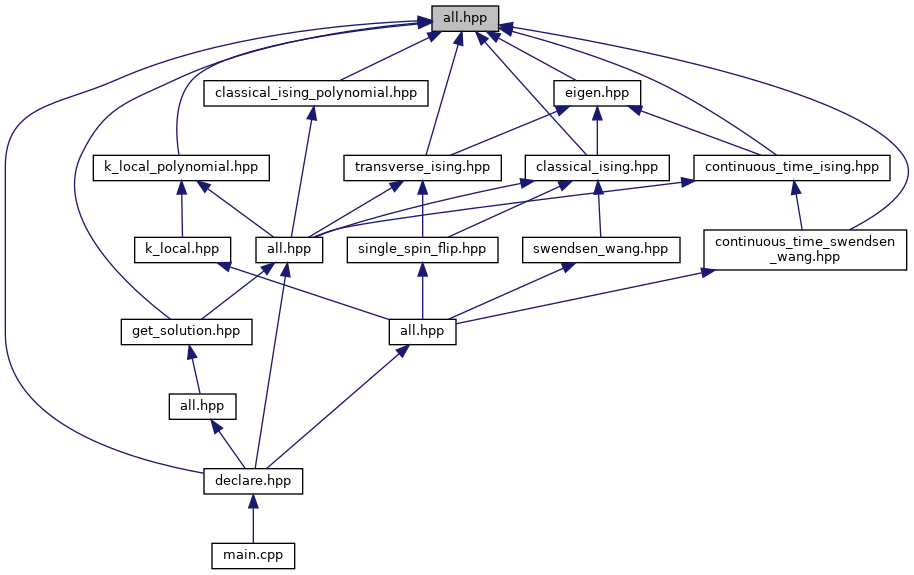 all.hpp
classical_ising_polynomial.hpp
eigen.hpp
k_local_polynomial.hpp
transverse_ising.hpp
classical_ising.hpp
continuous_time_ising.hpp
k_local.hpp
all.hpp
single_spin_flip.hpp
swendsen_wang.hpp
continuous_time_swendsen
_wang.hpp
get_solution.hpp
all.hpp
all.hpp
declare.hpp
main.cpp